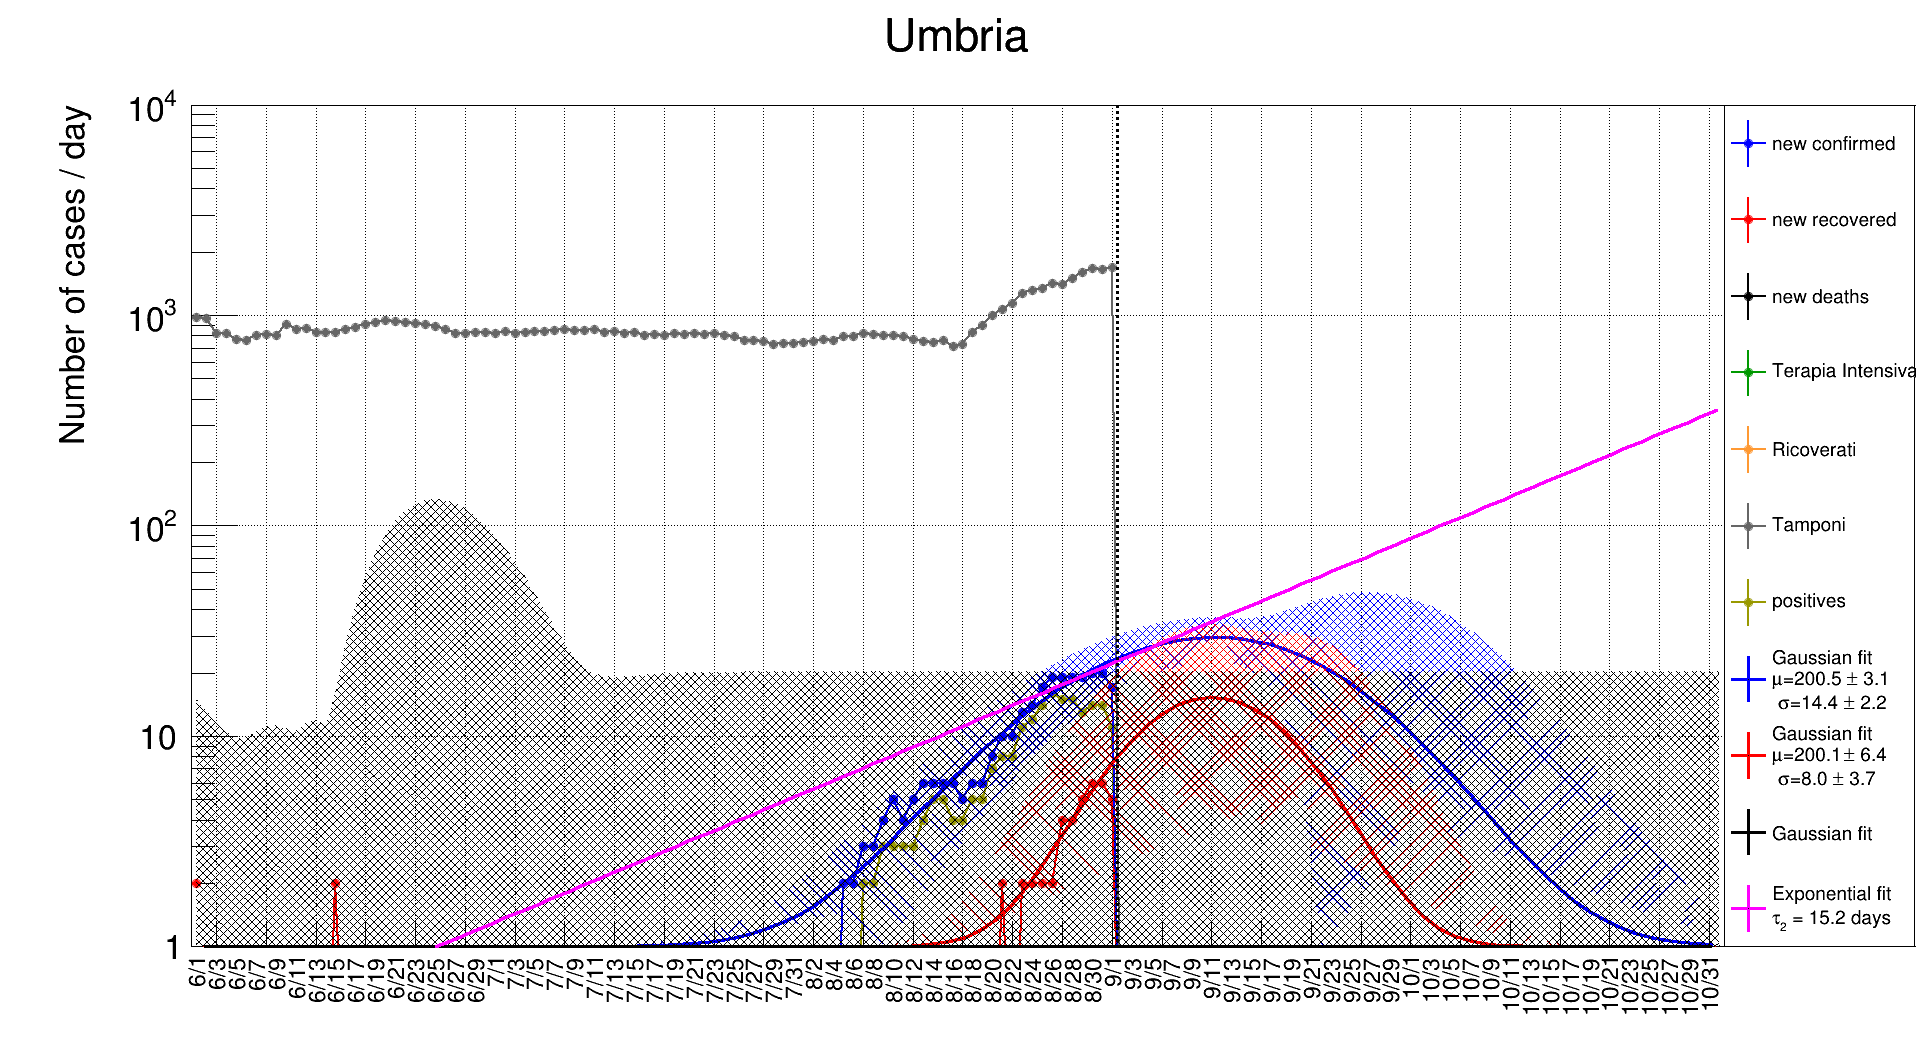 Umbria
Number of cases / day
10^4
10^3
10^2
10
1
6/1 6/3 6/5 6/7 6/9 6/11 6/13 6/15 6/17 6/19 6/21 6/23 6/25 6/27 6/29 7/1 7/3 7/5 7/7 7/9 7/11 7/13 7/15 7/17 7/19 7/21 7/23 7/25 7/27 7/29 7/31 8/2 8/4 8/6 8/8 8/10 8/12 8/14 8/16 8/18 8/20 8/22 8/24 8/26 8/28 8/30 9/1 9/3 9/5 9/7 9/9 9/11 9/13 9/15 9/17 9/19 9/21 9/23 9/25 9/27 9/29 10/1 10/3 10/5 10/7 10/9 10/11 10/13 10/15 10/17 10/19 10/21 10/23 10/25 10/27 10/29 10/31
new confirmed
new recovered
new deaths
Terapia Intensiva
Ricoverati
Tamponi
positives
Gaussian fit
μ=200.5 ± 3.1
σ=14.4 ± 2.2
Gaussian fit
μ=200.1 ± 6.4
σ=8.0 ± 3.7
Gaussian fit
Exponential fit
τ₂ = 15.2 days